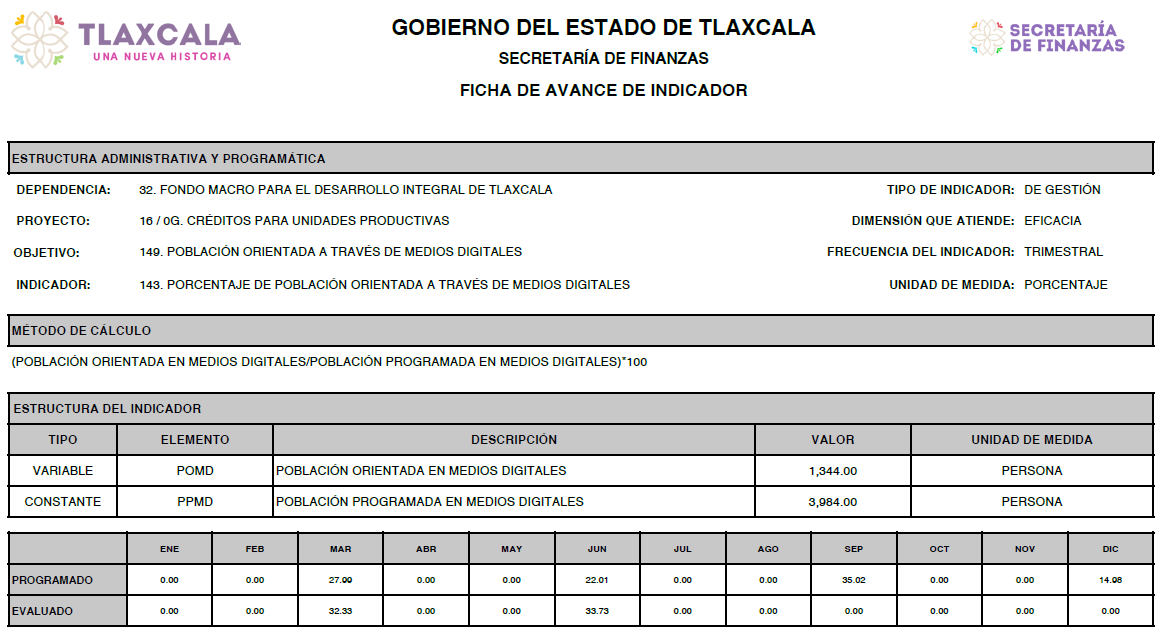 TLAXCALA
UNA NUEVA HISTORIA
GOBIERNO DEL ESTADO DE TLAXCALA
SECRETARÍA DE FINANZAS
FICHA DE AVANCE DE INDICADOR
SECRETARÍA
DE FINANZAS
ESTRUCTURA ADMINISTRATIVA Y PROGRAMÁTICA
DEPENDENCIA: 32. FONDO MACRO PARA EL DESARROLLO INTEGRAL DE TLAXCALA TIPO DE INDICADOR: DE GESTIÓN
PROYECTO: 16 / 0G. CRÉDITOS PARA UNIDADES PRODUCTIVAS DIMENSIÓN QUE ATIENDE: EFICACIA
OBJETIVO: 149. POBLACIÓN ORIENTADA A TRAVÉS DE MEDIOS DIGITALES FRECUENCIA DEL INDICADOR: TRIMESTRAL
INDICADOR: 143. PORCENTAJE DE POBLACIÓN ORIENTADA A TRAVÉS DE MEDIOS DIGITALES UNIDAD DE MEDIDA: PORCENTAJE
MÉTODO DE CÁLCULO
(POBLACIÓN ORIENTADA EN MEDIOS DIGITALES/POBLACIÓN PROGRAMADA EN MEDIOS DIGITALES)*100
ESTRUCTURA DEL INDICADOR
TIPO ELEMENTO DESCRIPCIÓN VALOR UNIDAD DE MEDIDA
VARIABLE POMD POBLACIÓN ORIENTADA EN MEDIOS DIGITALES 1,344.00 PERSONA
CONSTANTE PPMD POBLACIÓN PROGRAMADA EN MEDIOS DIGITALES 3,984.00 PERSONA
ENE FEB MAR ABR MAY JUN JUL AGO SEP OCT NOV DIC
PROGRAMADO 0.00 0.00 27.99 0.00 0.00 22.01 0.00 0.00 35.02 0.00 0.00 14.98
EVALUADO 0.00 0.00 32.33 0.00 0.00 33.73 0.00 0.00 0.00 0.00 0.00 0.00